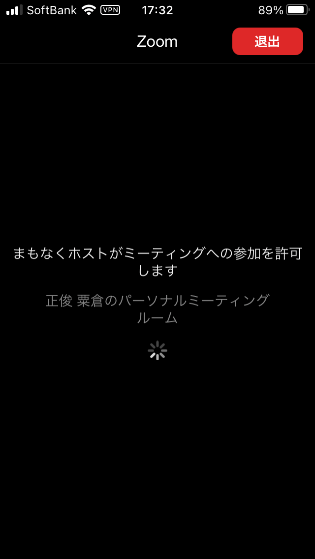 SoftBank VPN 17:32 89%
Zoom 退出
まもなくホストがミーティングへの参加を許可
します
正俊 粟倉のパーソナルミーティング
ルーム